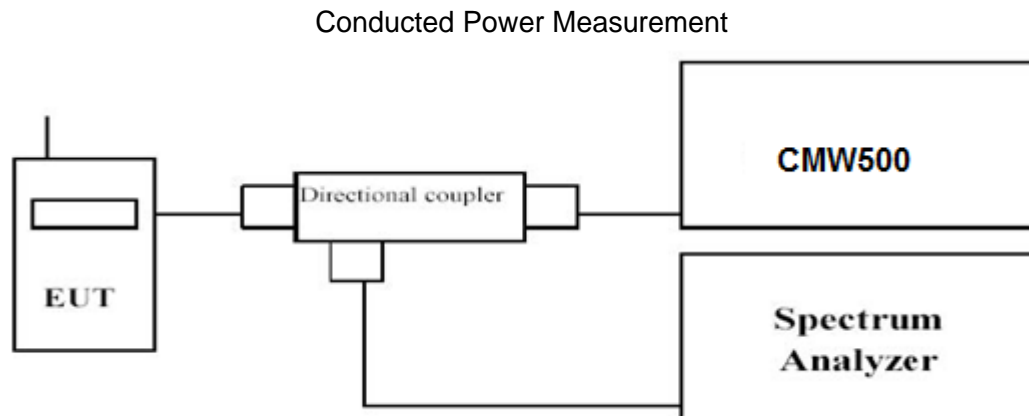 Conducted Power Measurement
CMW500
Directional coupler
EUT
Spectrum
Analyzer